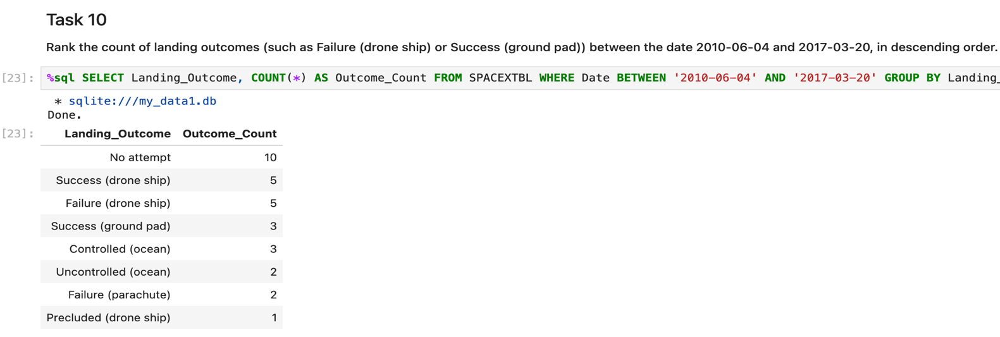 Task 10
Rank the count of landing outcomes (such as Failure (drone ship) or Success (ground pad)) between the date 2010-06-04 and 2017-03-20, in descending order.
[23]: %sql SELECT Landing_Outcome, COUNT(*) AS Outcome_Count FROM SPACEXTBL WHERE Date BETWEEN '2010-06-04' AND '2017-03-20' GROUP BY Landing_
* sqlite:///my_data1.db
Done.
[23]: Landing_Outcome Outcome_Count
No attempt 10
Success (drone ship) 5
Failure (drone ship) 5
Success (ground pad) 3
Controlled (ocean) 3
Uncontrolled (ocean) 2
Failure (parachute) 2
Precluded (drone ship) 1